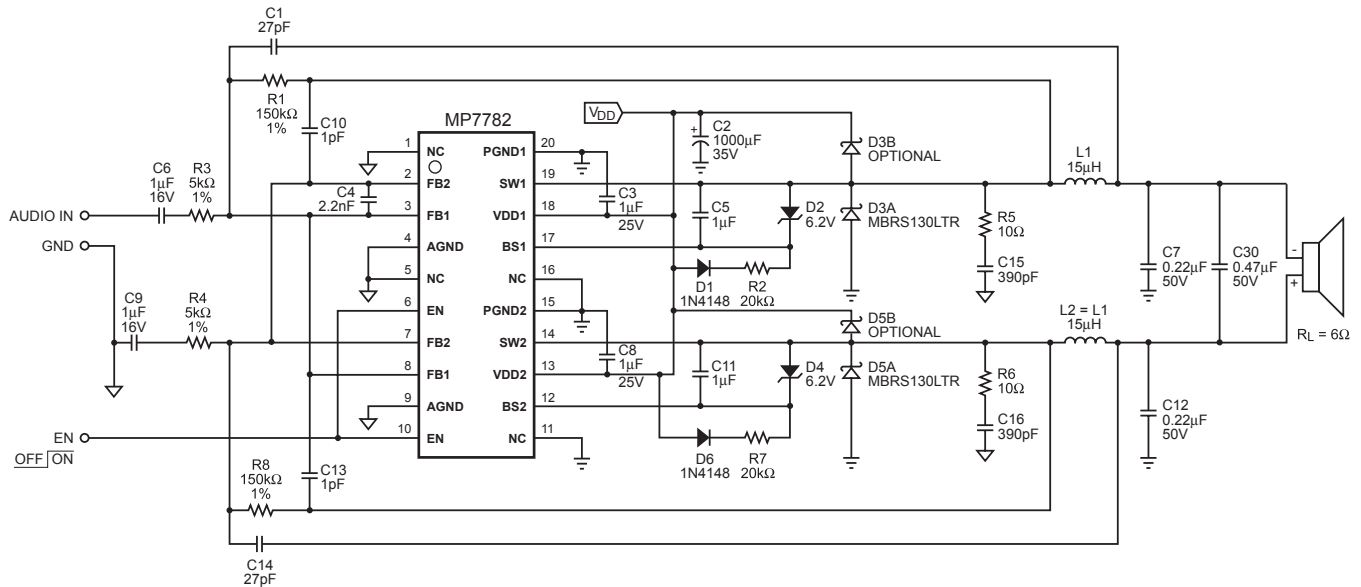 C1
27pF
R1
150kΩ
1%
C10
1pF
MP7782
VDD
C2
1000µF
35V
+
D3B
OPTIONAL
L1
15µH
C6
1µF
16V
R3
5kΩ
1%
C4
2.2nF
AUDIO IN
GND
C9
1µF
16V
R4
5kΩ
1%
EN
OFF ON
R8
150kΩ
1%
C13
1pF
C14
27pF
1 NC
2 FB2
3 FB1
4 AGND
5 NC
6 EN
7 FB2
8 FB1
9 AGND
10 EN
PGND1 20
SW1 19
VDD1 18
BS1 17
NC 16
PGND2 15
SW2 14
VDD2 13
BS2 12
NC 11
C3
1µF
25V
C5
1µF
D2
6.2V
D3A
MBRS130LTR
D1
1N4148
R2
20kΩ
R5
10Ω
C15
390pF
C7
0.22µF
50V
C30
0.47µF
50V
-
+
RL = 6Ω
D5B
OPTIONAL
L2 = L1
15µH
C8
1µF
25V
C11
1µF
D4
6.2V
D5A
MBRS130LTR
D6
1N4148
R7
20kΩ
R6
10Ω
C16
390pF
C12
0.22µF
50V